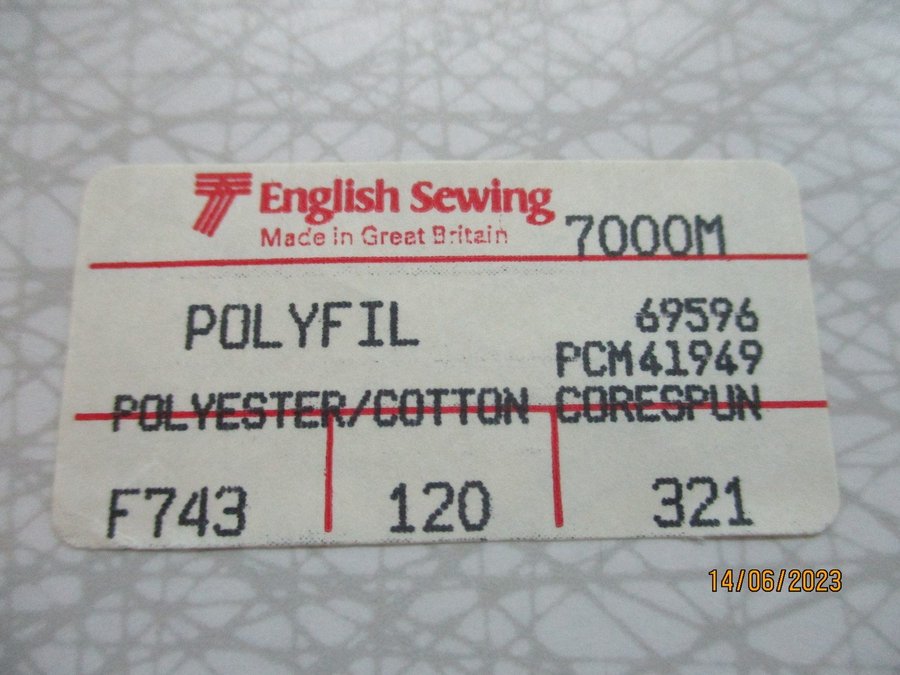 English Sewing
Made in Great Britain
7000M
POLYFIL
69596
PCM41949
POLYESTER/COTTON CORESPUN
F743 120 321
14/06/2023